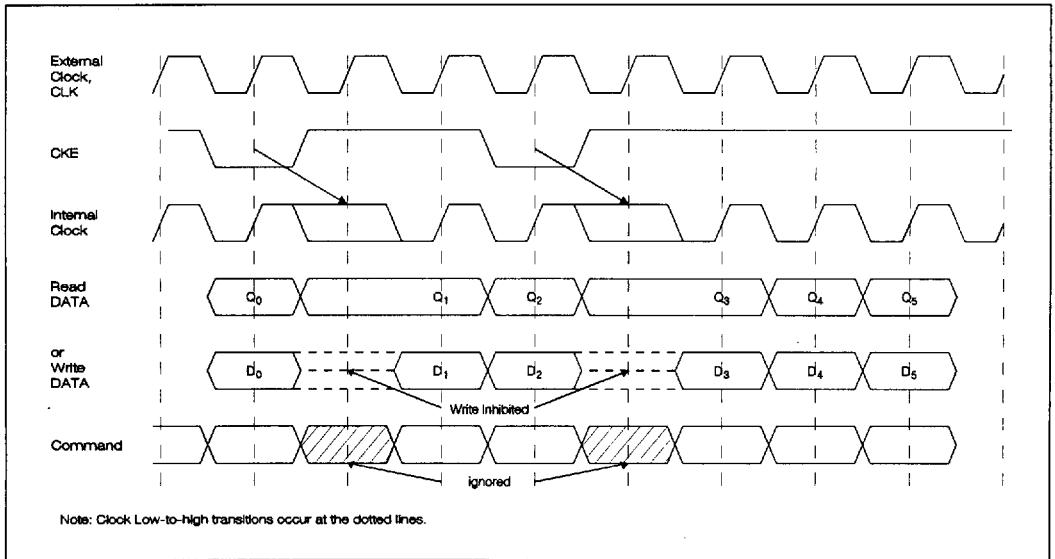 External
Clock,
CLK
CKE
Internal
Clock
Read
DATA
Q0
Q1
Q2
Q3
Q4
Q5
or
Write
DATA
D0
D1
D2
D3
D4
D5
Write Inhibited
Command
ignored
Note: Clock Low-to-high transitions occur at the dotted lines.